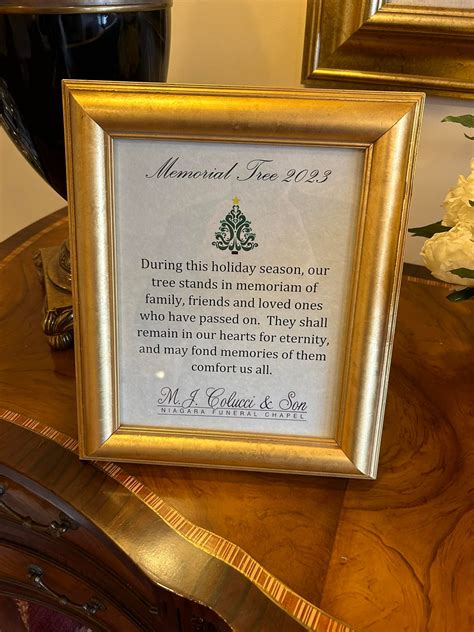 Memorial Tree 2023
During this holiday season, our
tree stands in memoriam of
family, friends and loved ones
who have passed on. They shall
remain in our hearts for eternity,
and may fond memories of them
comfort us all.
M. J. Colucci & Son
NIAGARA FUNERAL CHAPEL